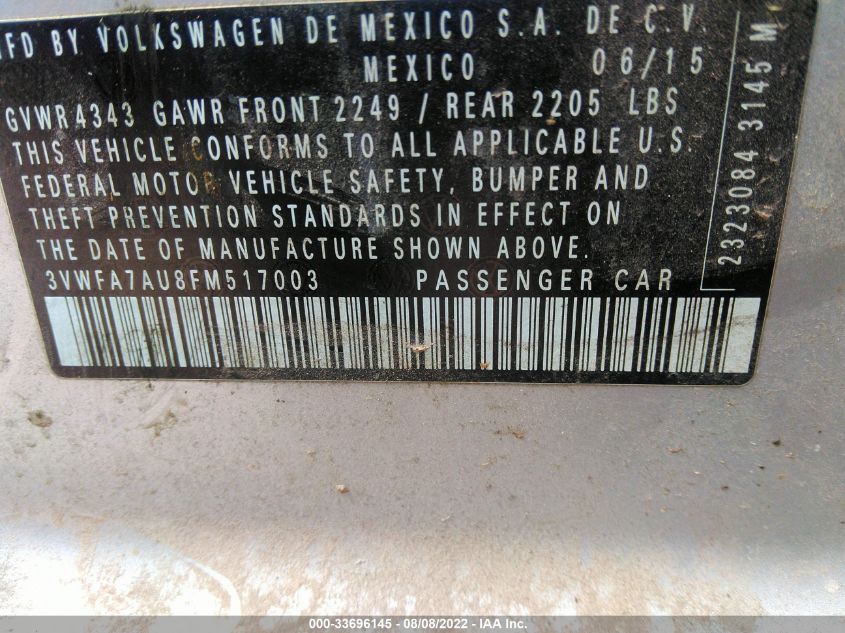 MFD BY VOLKSWAGEN DE MEXICO S.A. DE C.V.
MEXICO 06/15
GVWR4343 GAWR FRONT 2249 / REAR 2205 LBS
THIS VEHICLE CONFORMS TO ALL APPLICABLE U.S.
FEDERAL MOTOR VEHICLE SAFETY, BUMPER AND
THEFT PREVENTION STANDARDS IN EFFECT ON
THE DATE OF MANUFACTURE SHOWN ABOVE.
3VWFA7AU8FM517003 PASSENGER CAR
2323084 3145 M
000-33696145 - 08/08/2022 - IAA Inc.